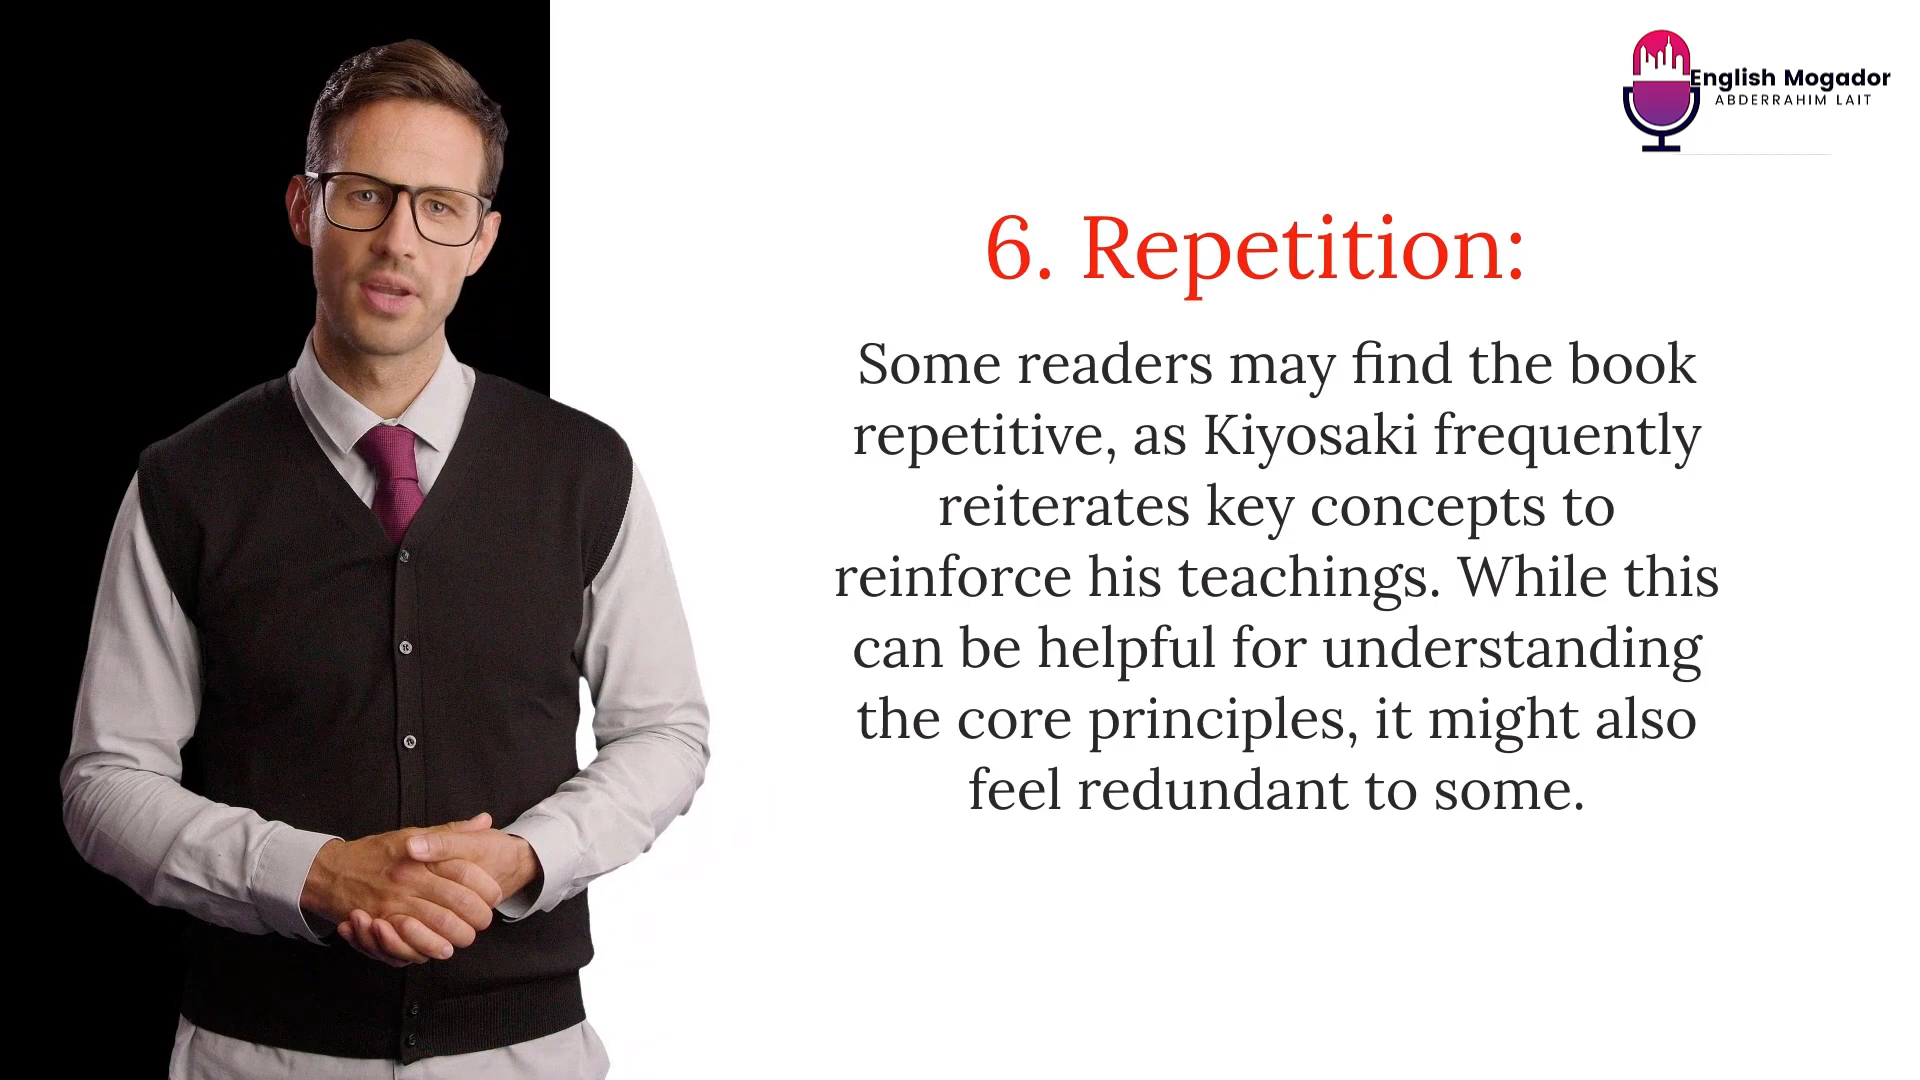 English Mogador
ABDERRAHIM LAIT
6. Repetition:
Some readers may find the book
repetitive, as Kiyosaki frequently
reiterates key concepts to
reinforce his teachings. While this
can be helpful for understanding
the core principles, it might also
feel redundant to some.